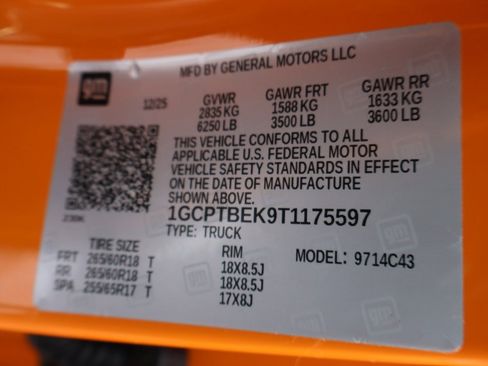 gm
MFD BY GENERAL MOTORS LLC
12/25
GVWR GAWR FRT GAWR RR
2835 KG 1588 KG 1633 KG
6250 LB 3500 LB 3600 LB
THIS VEHICLE CONFORMS TO ALL
APPLICABLE U.S. FEDERAL MOTOR
VEHICLE SAFETY STANDARDS IN EFFECT
ON THE DATE OF MANUFACTURE
SHOWN ABOVE.
1GCPTBEK9T1175597
TYPE: TRUCK
TIRE SIZE RIM MODEL: 9714C43
FRT 265/60R18 T 18X8.5J
RR 265/60R18 T 18X8.5J
SPA 255/65R17 T 17X8J